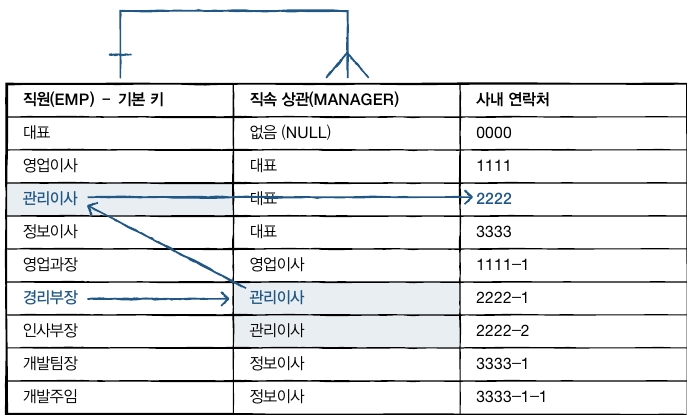 직원(EMP) - 기본 키 직속 상관(MANAGER) 사내 연락처
대표 없음 (NULL) 0000
영업이사 대표 1111
관리이사 대표 2222
정보이사 대표 3333
영업과장 영업이사 1111-1
경리부장 관리이사 2222-1
인사부장 관리이사 2222-2
개발팀장 정보이사 3333-1
개발주임 정보이사 3333-1-1